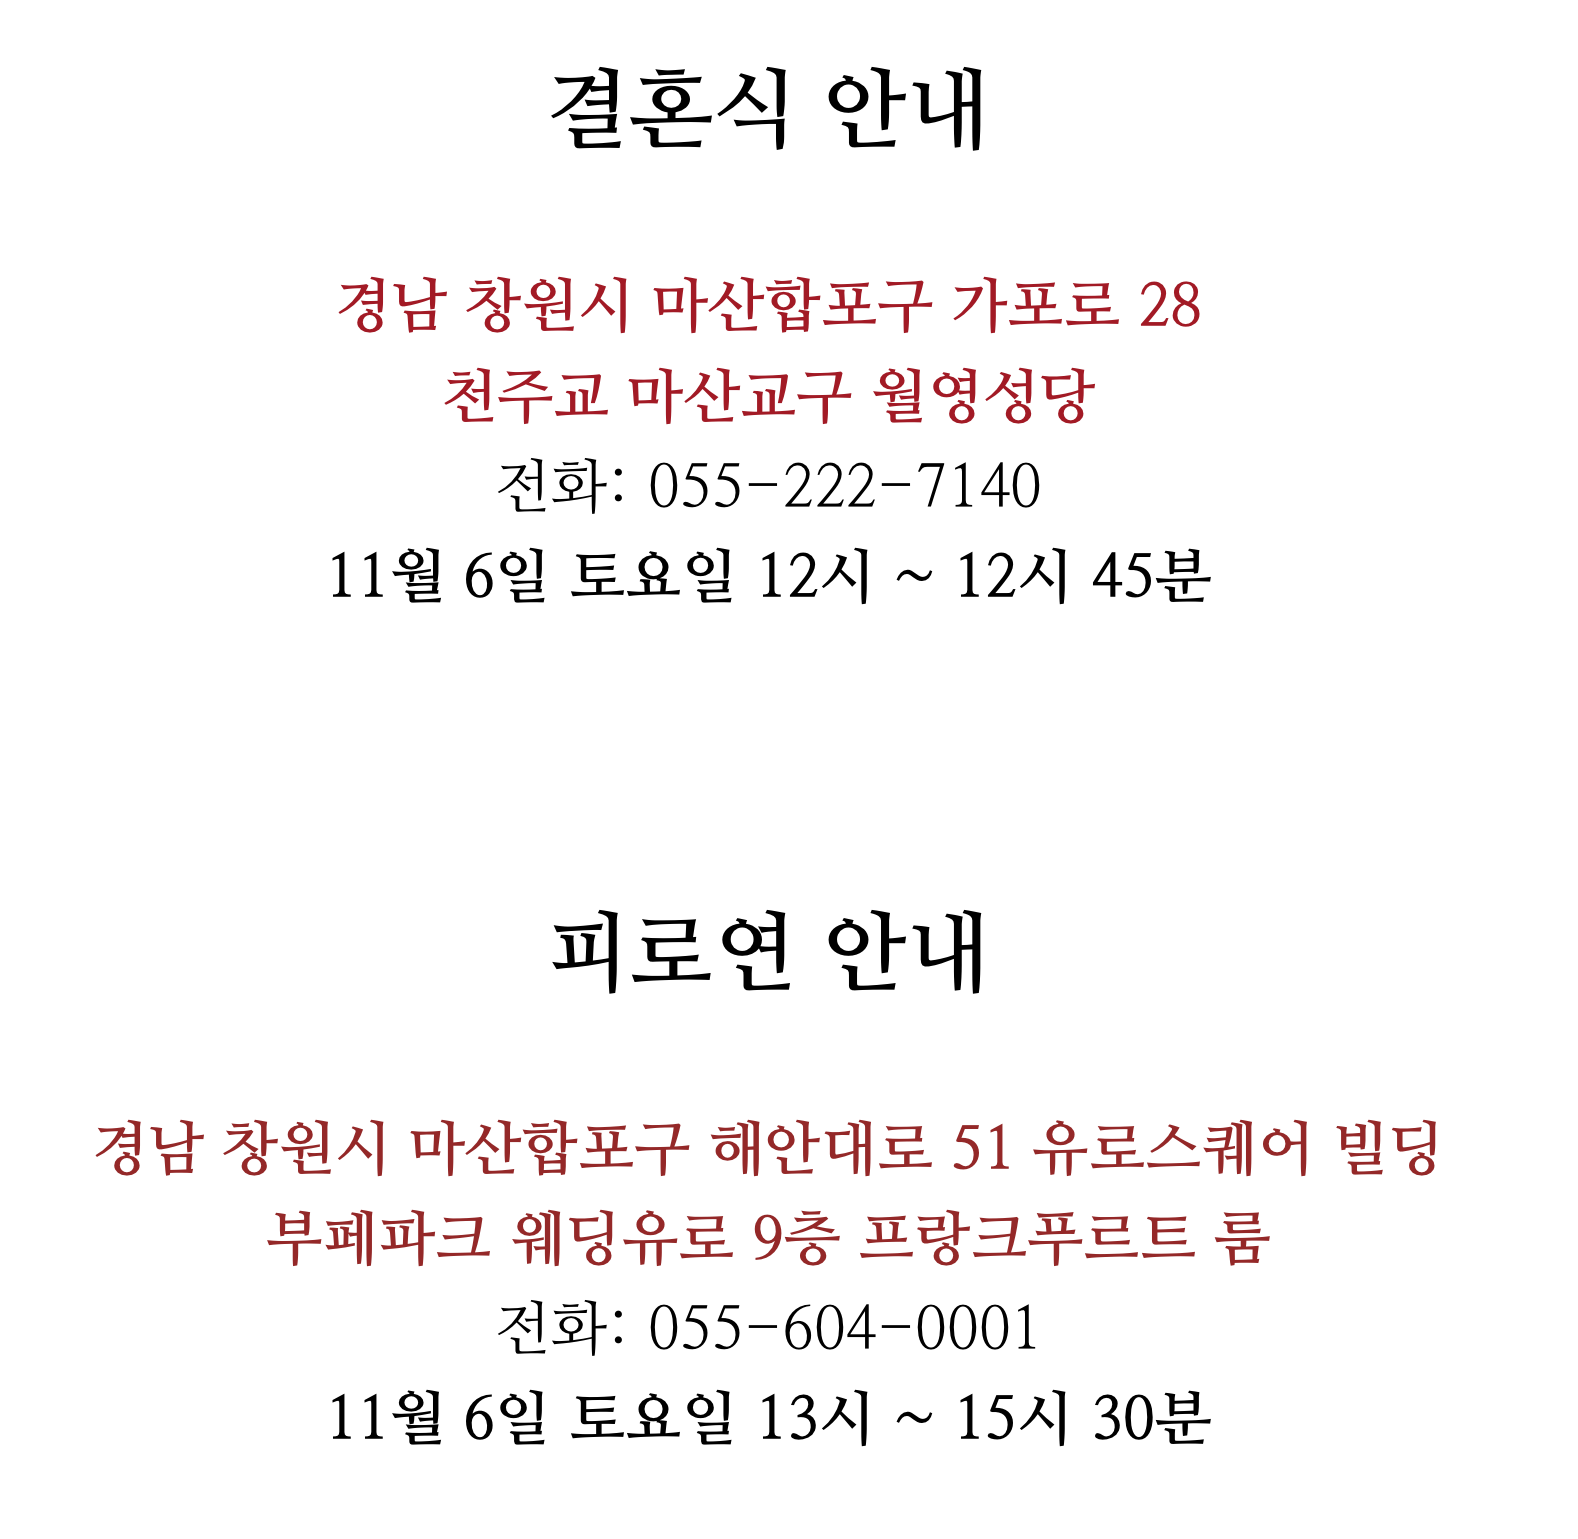 결혼식 안내
경남 창원시 마산합포구 가포로 28
천주교 마산교구 월영성당
전화: 055-222-7140
11월 6일 토요일 12시 ~ 12시 45분
피로연 안내
경남 창원시 마산합포구 해안대로 51 유로스퀘어 빌딩
부페파크 웨딩유로 9층 프랑크푸르트 룸
전화: 055-604-0001
11월 6일 토요일 13시 ~ 15시 30분